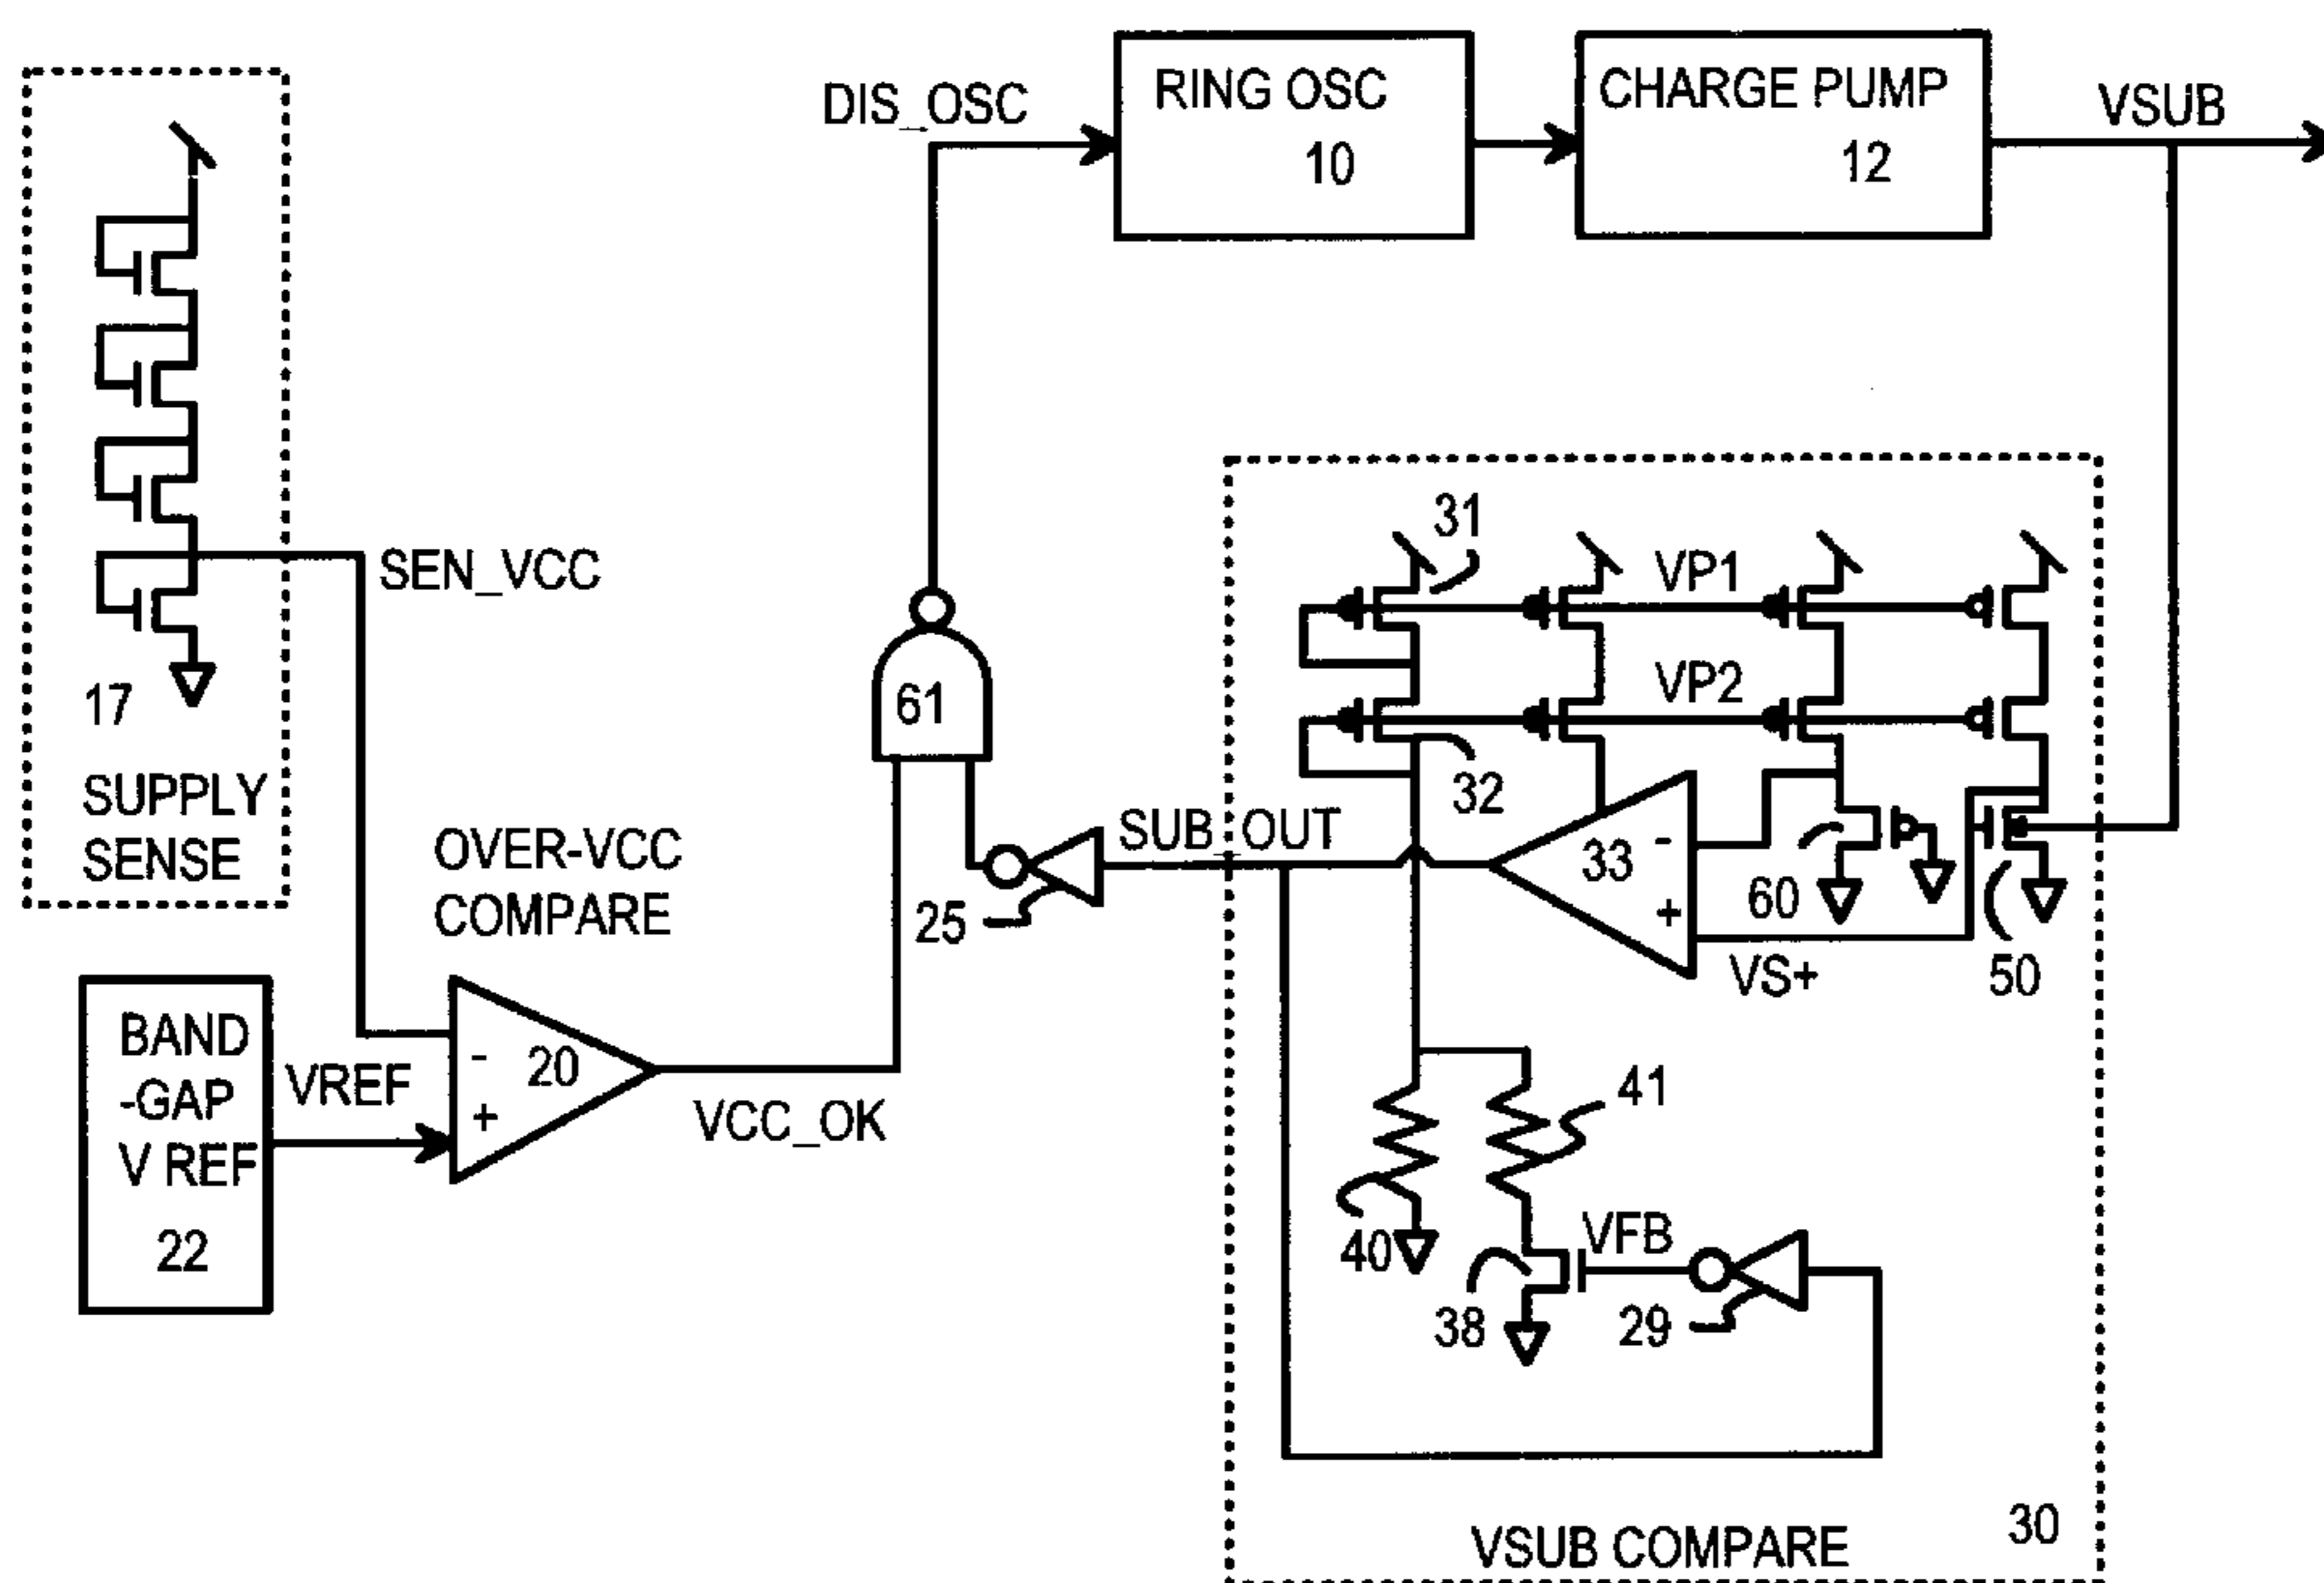 DIS_OSC
RING OSC
10
CHARGE PUMP
12
VSUB
SEN_VCC
17
SUPPLY
SENSE
61
31
VP1
VP2
32
SUB_OUT
25
33
-
+
60
VS+
50
OVER-VCC
COMPARE
BAND
-GAP
V REF
22
VREF
-
+
20
VCC_OK
41
40
VFB
38
29
VSUB COMPARE
30